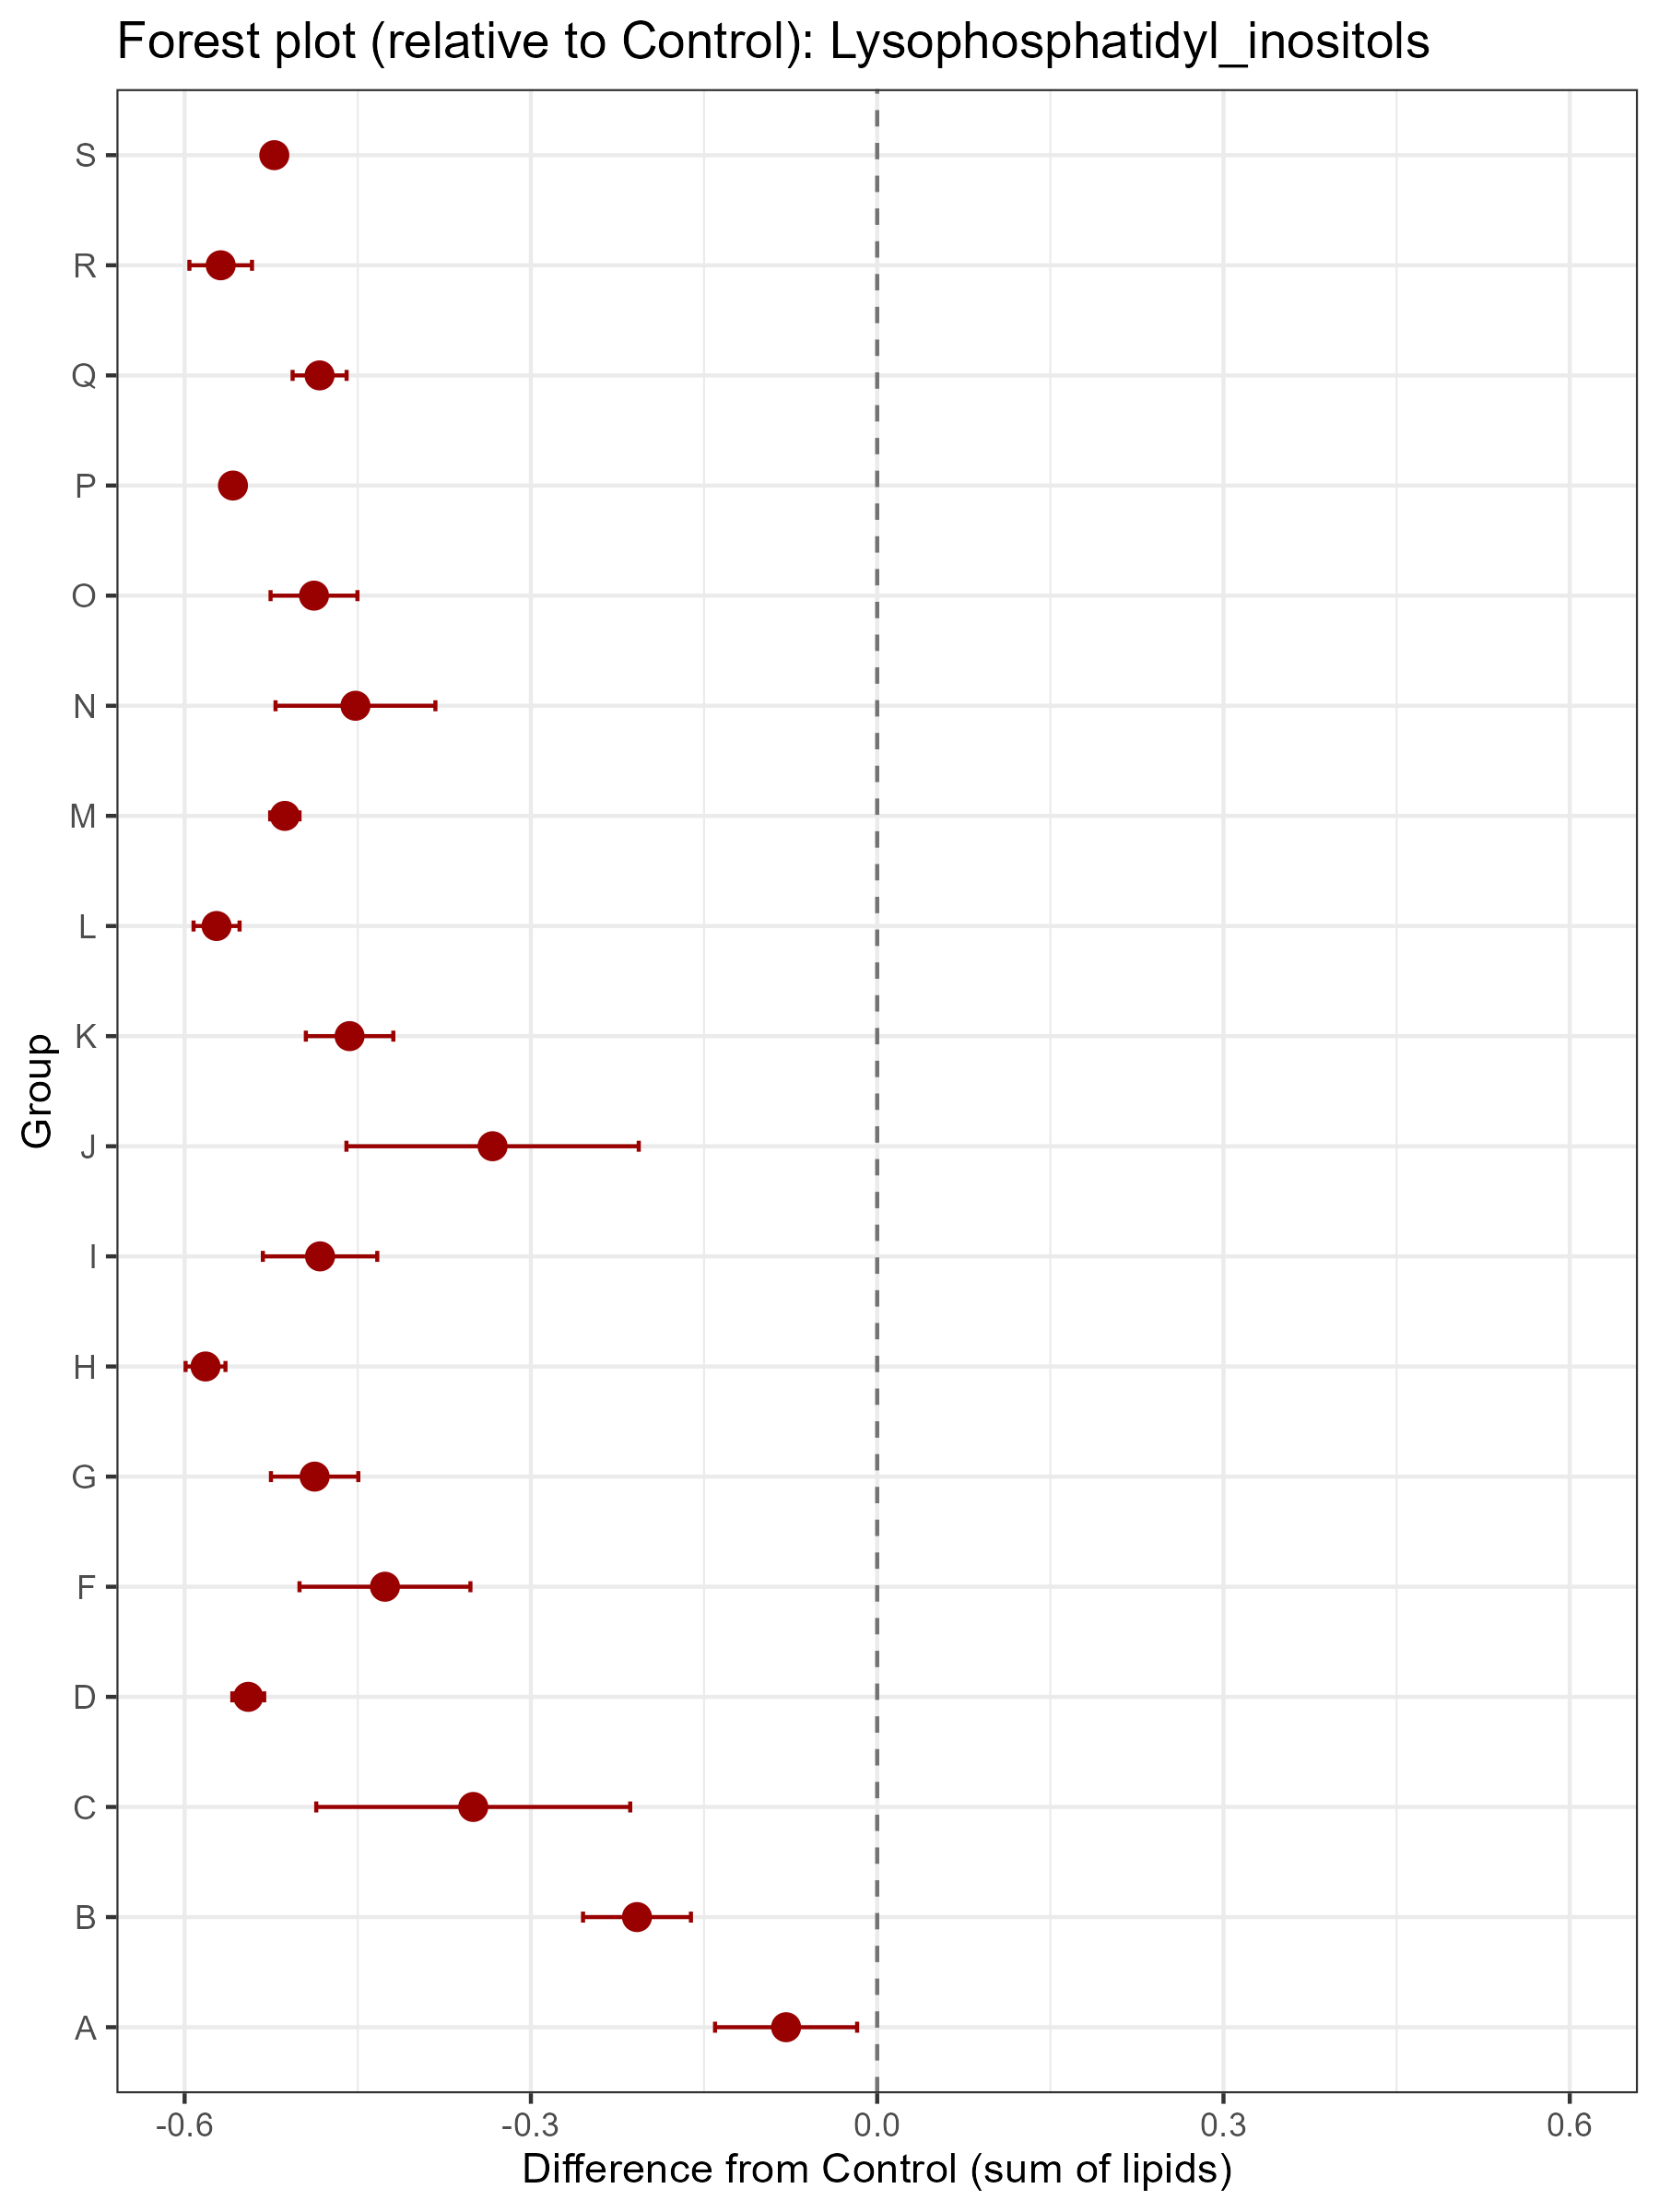 Forest plot (relative to Control): Lysophosphatidyl_inositols
S
R
Q
P
O
N
M
L
K
J
I
H
G
F
D
C
B
A
Group
-0.6 -0.3 0.0 0.3 0.6
Difference from Control (sum of lipids)